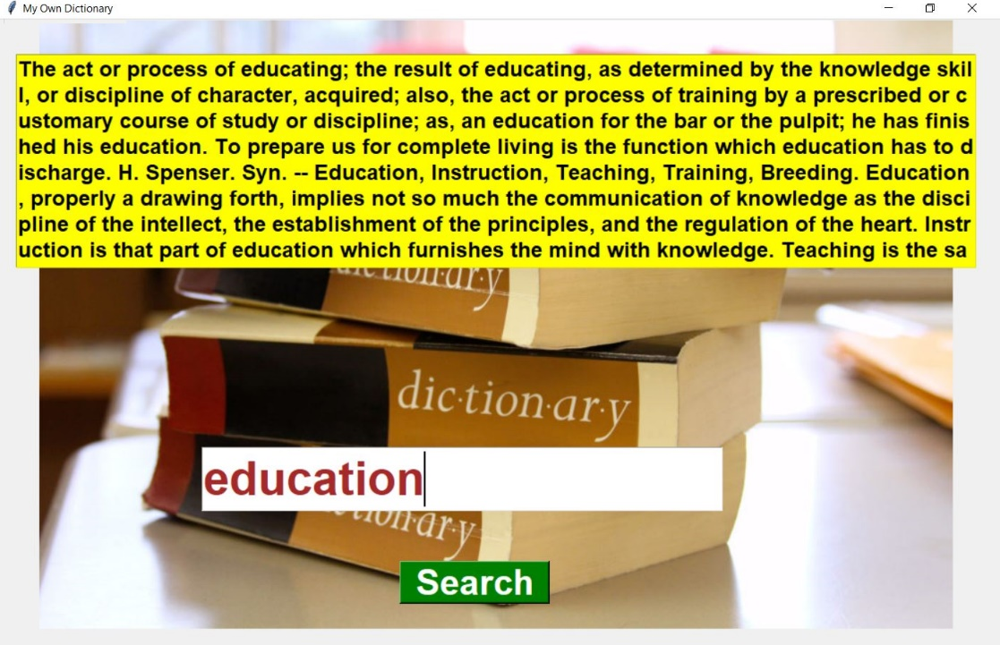 My Own Dictionary
The act or process of educating; the result of educating, as determined by the knowledge skil
l, or discipline of character, acquired; also, the act or process of training by a prescribed or c
ustomary course of study or discipline; as, an education for the bar or the pulpit; he has finis
hed his education. To prepare us for complete living is the function which education has to d
ischarge. H. Spenser. Syn. -- Education, Instruction, Teaching, Training, Breeding. Education
, properly a drawing forth, implies not so much the communication of knowledge as the disci
pline of the intellect, the establishment of the principles, and the regulation of the heart. Instr
uction is that part of education which furnishes the mind with knowledge. Teaching is the sa
dic·tion·ar·y
dic·tion·ar·y
education
dic·tion·ar·y
Search